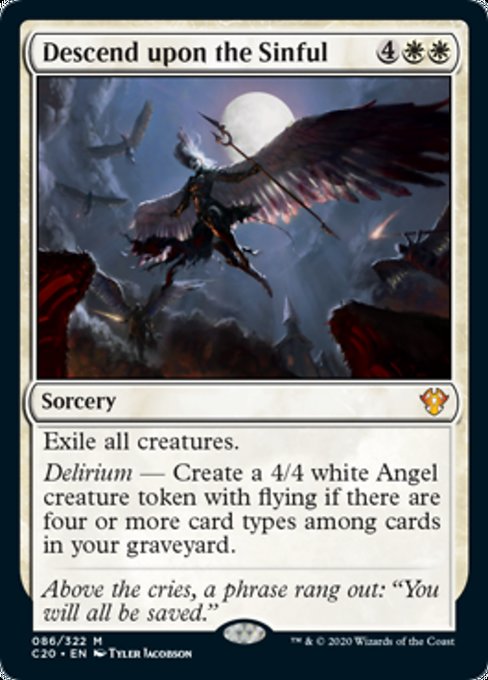 Descend upon the Sinful 4
Sorcery
Exile all creatures.
Delirium — Create a 4/4 white Angel
creature token with flying if there are
four or more card types among cards
in your graveyard.
Above the cries, a phrase rang out: “You
will all be saved.”
086/322 M
™ & © 2020 Wizards of the Coast
C20 • EN Tyler Jacobson